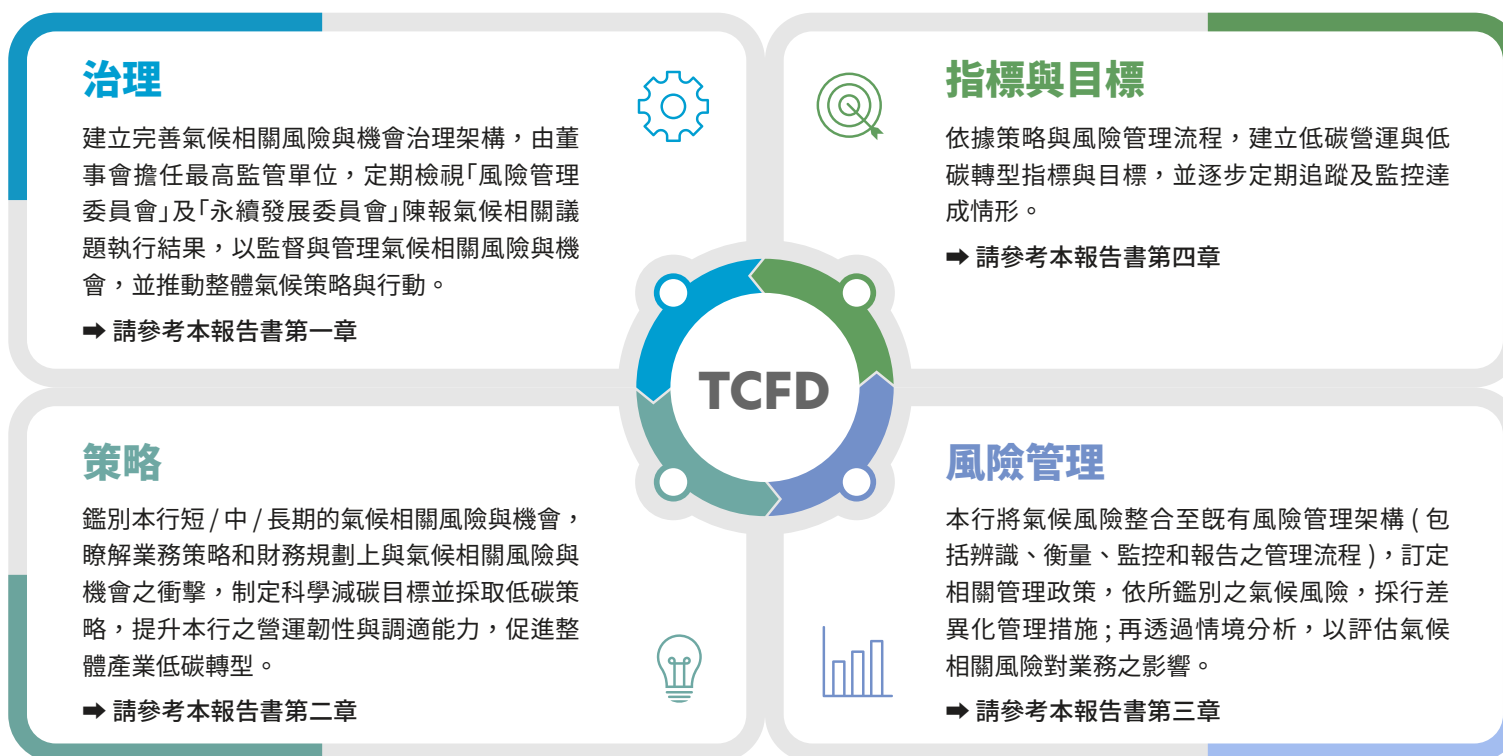 治理
建立完善氣候相關風險與機會治理架構，由董
事會擔任最高監管單位，定期檢視「風險管理
委員會」及「永續發展委員會」陳報氣候相關議
題執行結果，以監督與管理氣候相關風險與機
會，並推動整體氣候策略與行動。
➡ 請參考本報告書第一章
指標與目標
依據策略與風險管理流程，建立低碳營運與低
碳轉型指標與目標，並逐步定期追蹤及監控達
成情形。
➡ 請參考本報告書第四章
TCFD
策略
鑑別本行短 / 中 / 長期的氣候相關風險與機會，
瞭解業務策略和財務規劃上與氣候相關風險與
機會之衝擊，制定科學減碳目標並採取低碳策
略，提升本行之營運韌性與調適能力，促進整
體產業低碳轉型。
➡ 請參考本報告書第二章
風險管理
本行將氣候風險整合至既有風險管理架構 ( 包
括辨識、衡量、監控和報告之管理流程 )，訂定
相關管理政策，依所鑑別之氣候風險，採行差
異化管理措施 ; 再透過情境分析，以評估氣候
相關風險對業務之影響。
➡ 請參考本報告書第三章